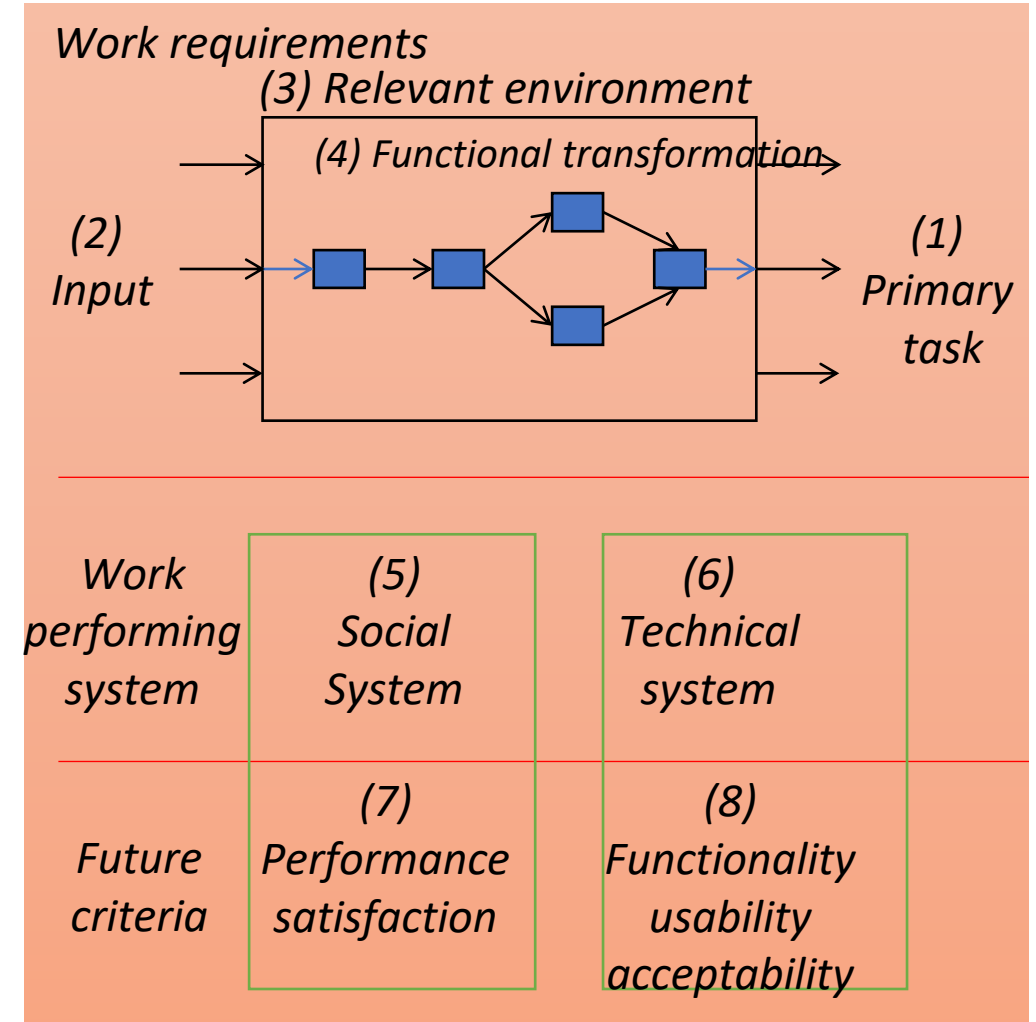 Work requirements
(3) Relevant environment
(4) Functional transformation
(2)
Input
(1)
Primary
task
Work
performing
system
(5)
Social
System
(6)
Technical
system
Future
criteria
(7)
Performance
satisfaction
(8)
Functionality
usability
acceptability